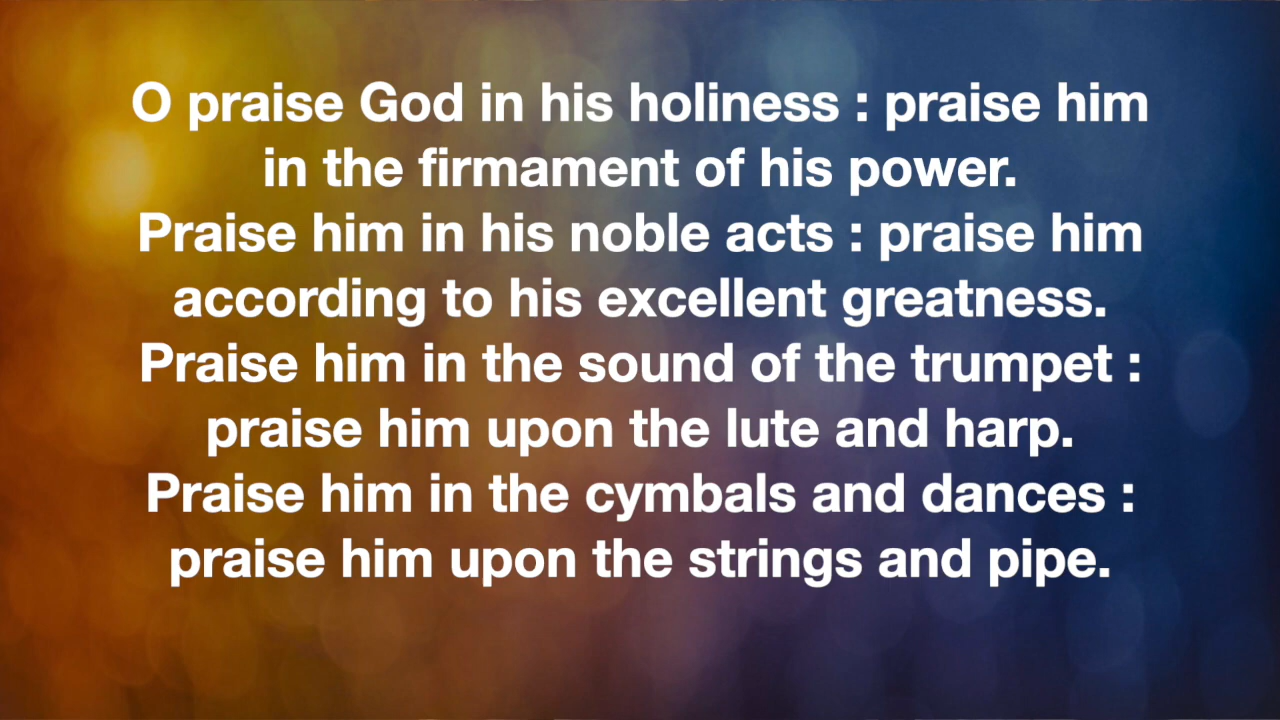 O praise God in his holiness : praise him
in the firmament of his power.
Praise him in his noble acts : praise him
according to his excellent greatness.
Praise him in the sound of the trumpet :
praise him upon the lute and harp.
Praise him in the cymbals and dances :
praise him upon the strings and pipe.